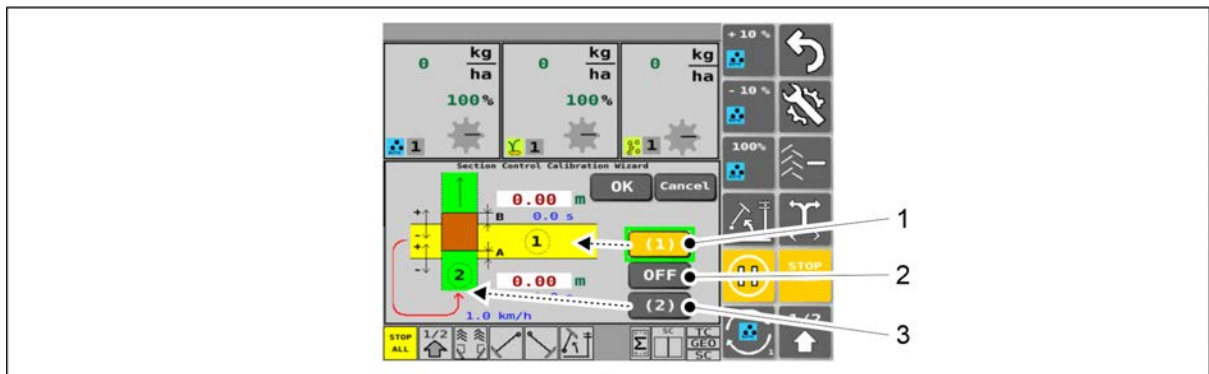 0 kg/ha 100% 1
0 kg/ha 100% 1
0 kg/ha 1
+ 10 %
- 10 %
100%
Section Control Calibration Wizard
OK Cancel
0.00 m
B 0.0 s
+
-
+
-
1
A
2
(1)
OFF
(2)
0.00 m
1.0 km/h
STOP
1/2
1
STOP ALL
1/2
Σ
SC
TC
GEO
SC
1
2
3